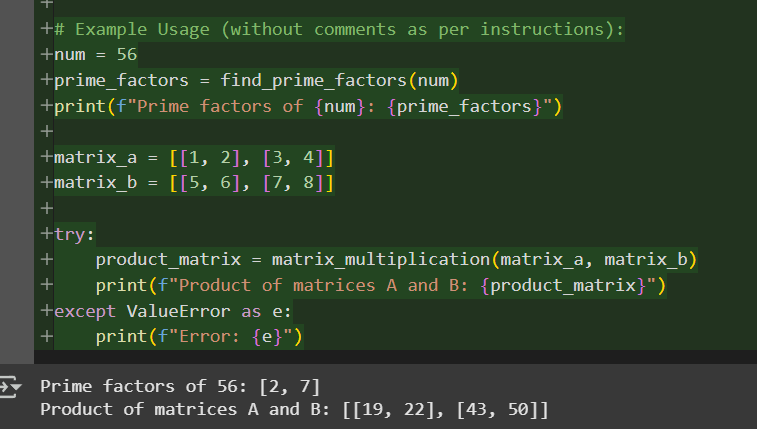 +
+# Example Usage (without comments as per instructions):
+num = 56
+prime_factors = find_prime_factors(num)
+print(f"Prime factors of {num}: {prime_factors}")
+
+matrix_a = [[1, 2], [3, 4]]
+matrix_b = [[5, 6], [7, 8]]
+
+try:
+    product_matrix = matrix_multiplication(matrix_a, matrix_b)
+    print(f"Product of matrices A and B: {product_matrix}")
+except ValueError as e:
+    print(f"Error: {e}")
Prime factors of 56: [2, 7]
Product of matrices A and B: [[19, 22], [43, 50]]